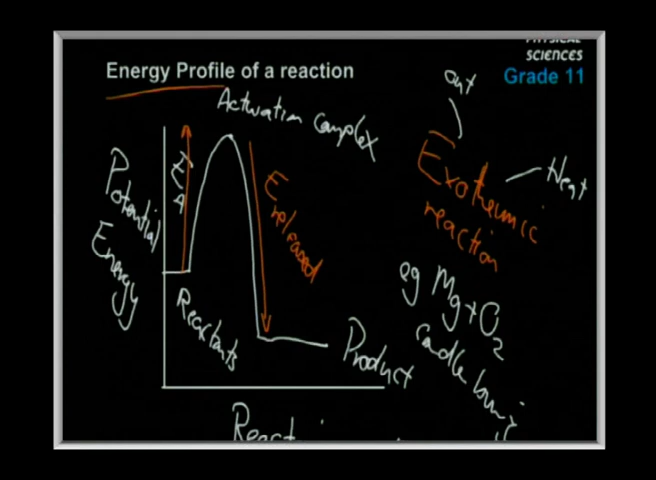 PHYSICAL
SCIENCES
Grade 11
Energy Profile of a reaction
Activation Complex
out
Exothermic
reaction
Heat
Potential
Energy
EA
E released
Reactants
Product
eg Mg + O2
candle burning